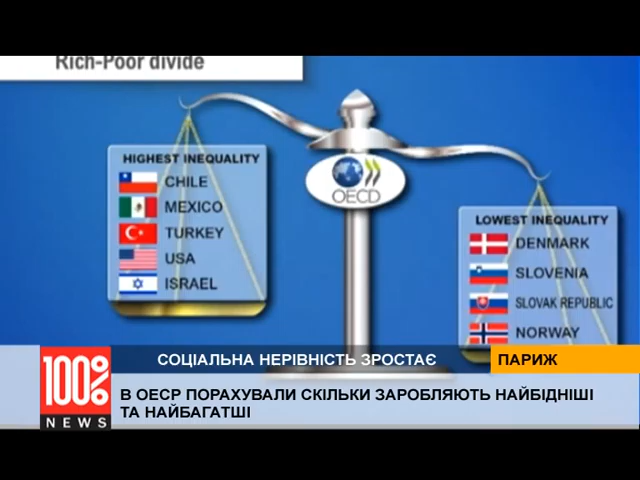 Rich-Poor divide
HIGHEST INEQUALITY
CHILE
MEXICO
TURKEY
USA
ISRAEL
OECD
LOWEST INEQUALITY
DENMARK
SLOVENIA
SLOVAK REPUBLIC
NORWAY
СОЦІАЛЬНА НЕРІВНІСТЬ ЗРОСТАЄ
ПАРИЖ
100%
NEWS
В ОЕСР ПОРАХУВАЛИ СКІЛЬКИ ЗАРОБЛЯЮТЬ НАЙБІДНІШІ
ТА НАЙБАГАТШІ